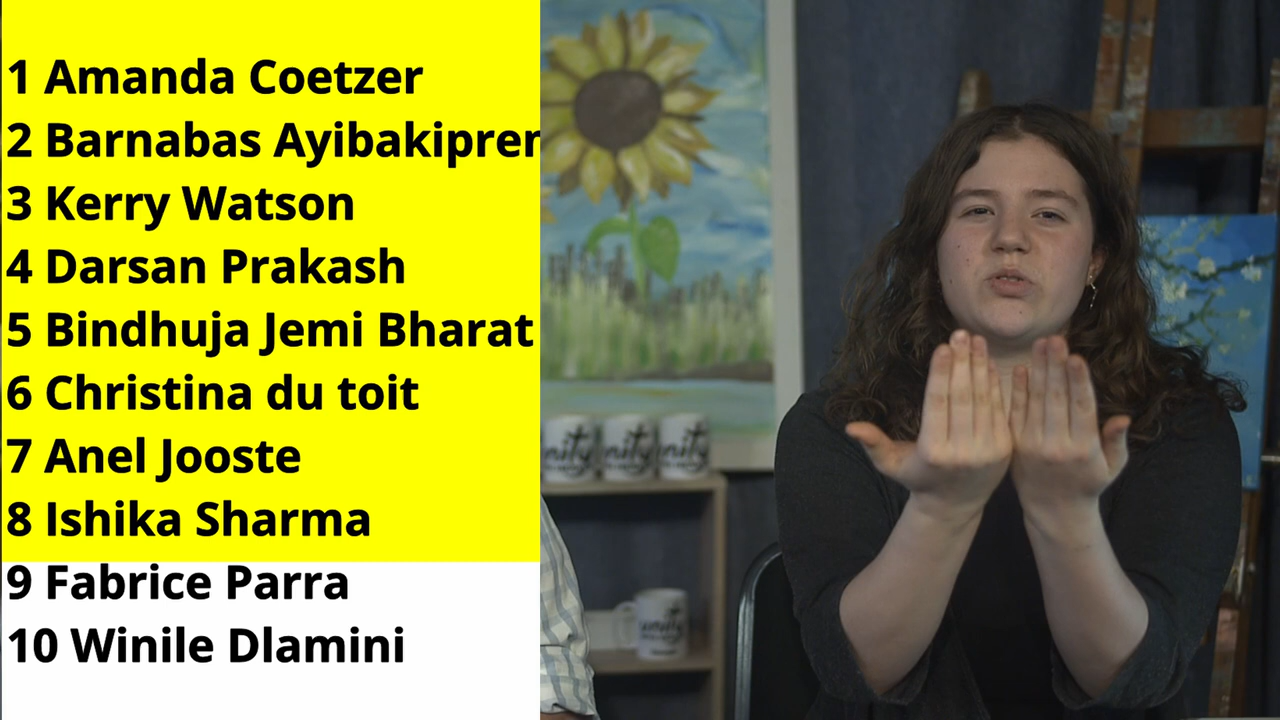 1 Amanda Coetzer
2 Barnabas
3 Kerry Watson
4 Darsan Prakash
5 Bindhuja Jemi Bharat
6 Christina du toit
7 Anel Jooste
8 Ishika Sharma
9 Fabrice Parra
10 Winile Dlamini
unity